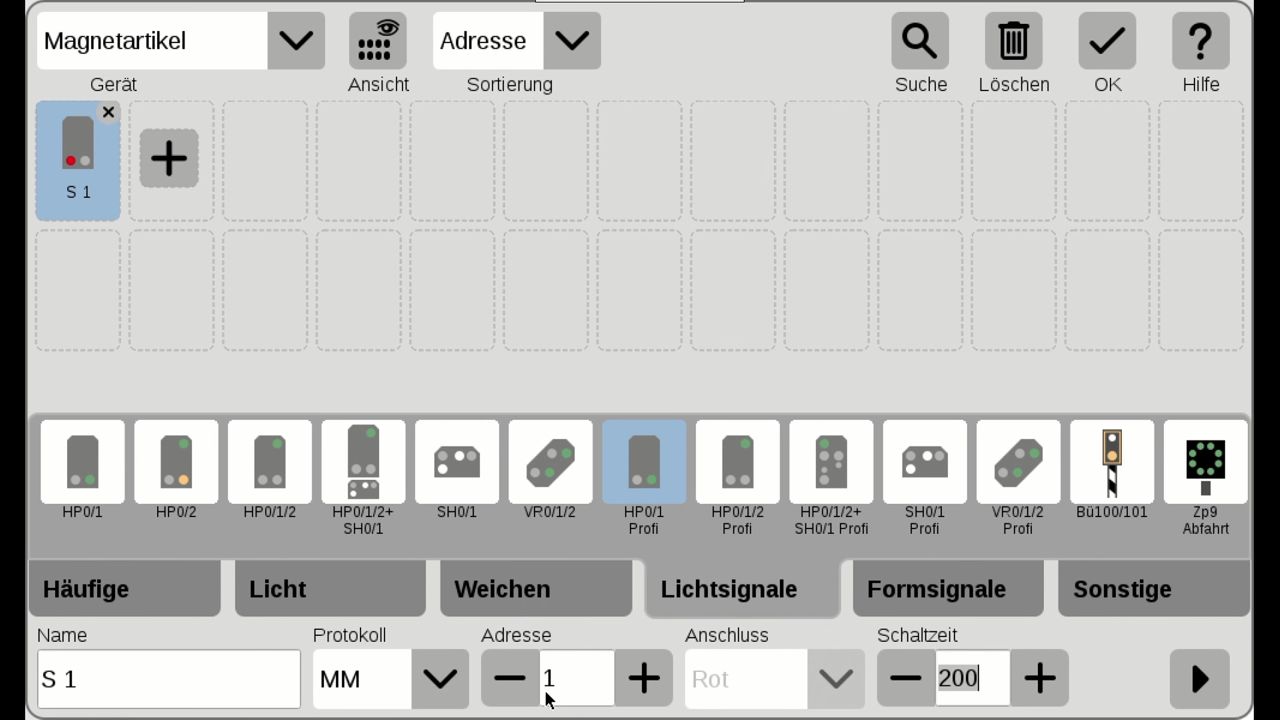 Magnetartikel
Adresse
Gerät
Ansicht
Sortierung
Suche
Löschen
OK
Hilfe
S 1
HP0/1
HP0/2
HP0/1/2
HP0/1/2+
SH0/1
SH0/1
VR0/1/2
HP0/1
Profi
HP0/1/2
Profi
HP0/1/2+
SH0/1 Profi
SH0/1
Profi
VR0/1/2
Profi
Bü100/101
Zp9
Abfahrt
Häufige
Licht
Weichen
Lichtsignale
Formsignale
Sonstige
Name
Protokoll
Adresse
Anschluss
Schaltzeit
S 1
MM
1
Rot
200